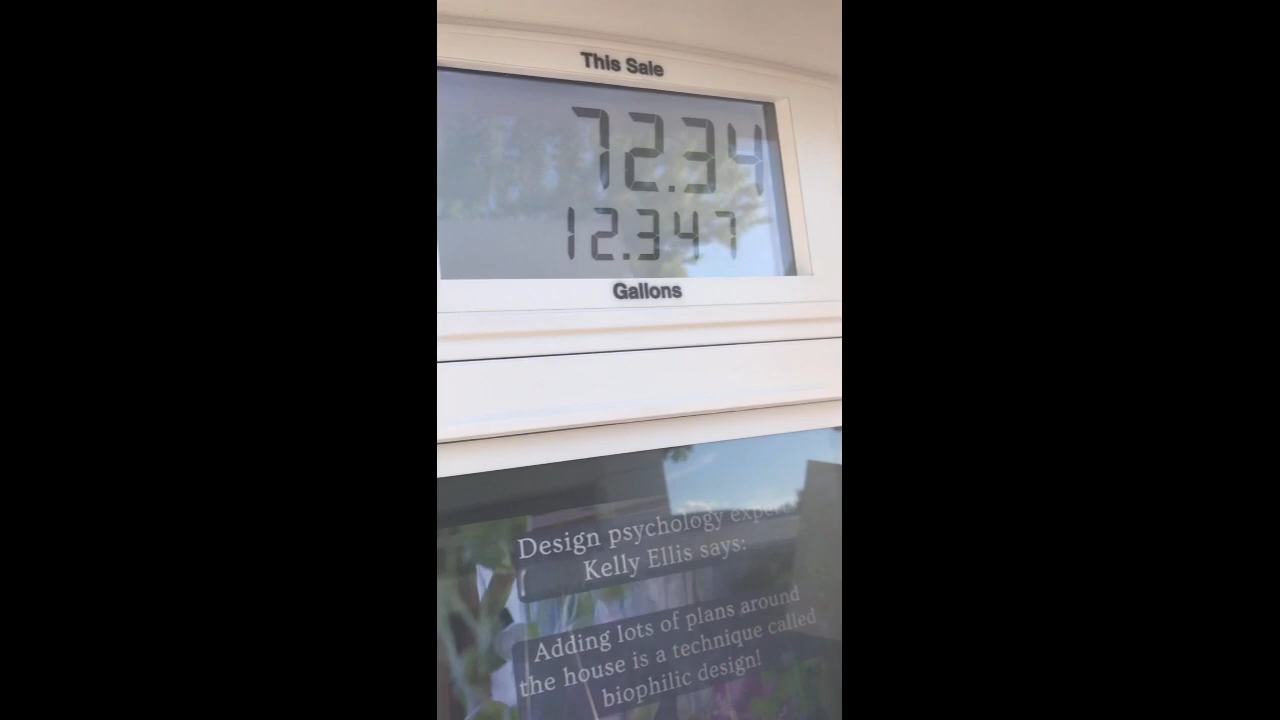 This Sale
72.34
12.347
Gallons
Design psychology expert
Kelly Ellis says:
Adding lots of plans around
the house is a technique called
biophilic design!